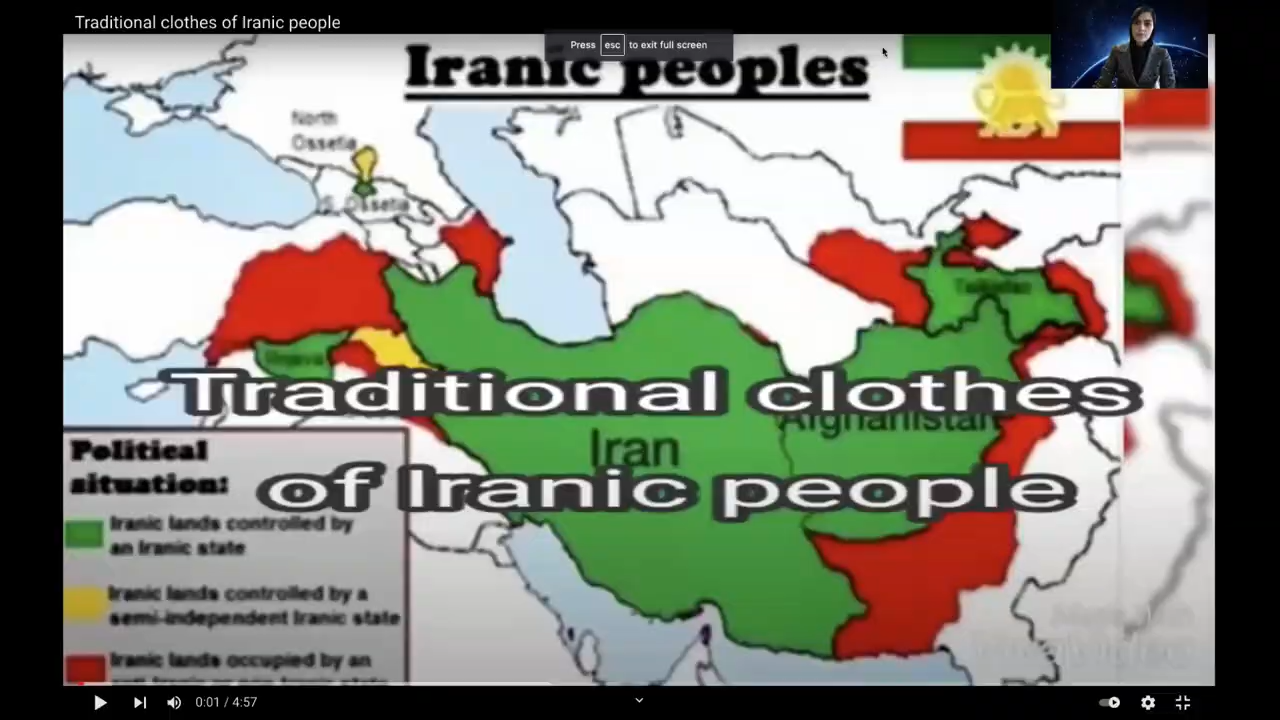 Traditional clothes of Iranic people
Press esc to exit full screen
Iranic peoples
North
Ossetia
S. Ossetia
Traditional clothes
Afghanistan
Iran
of Iranic people
Political
situation:
Iranic lands controlled by
an Iranic state
Iranic lands controlled by a
semi-independent Iranic state
Iranic lands occupied by an
0:01 / 4:57